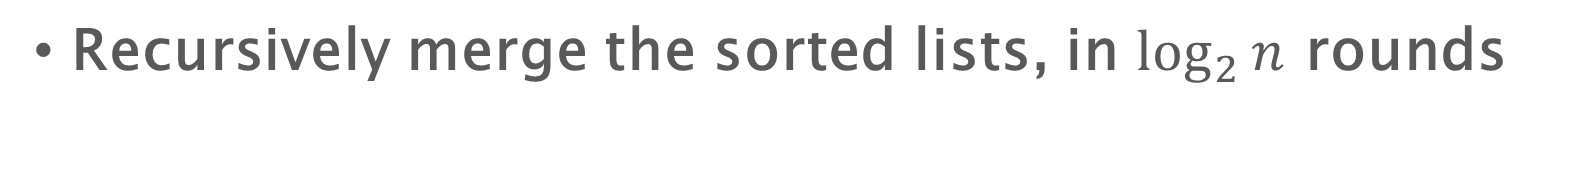 • Recursively merge the sorted lists, in log₂ n rounds